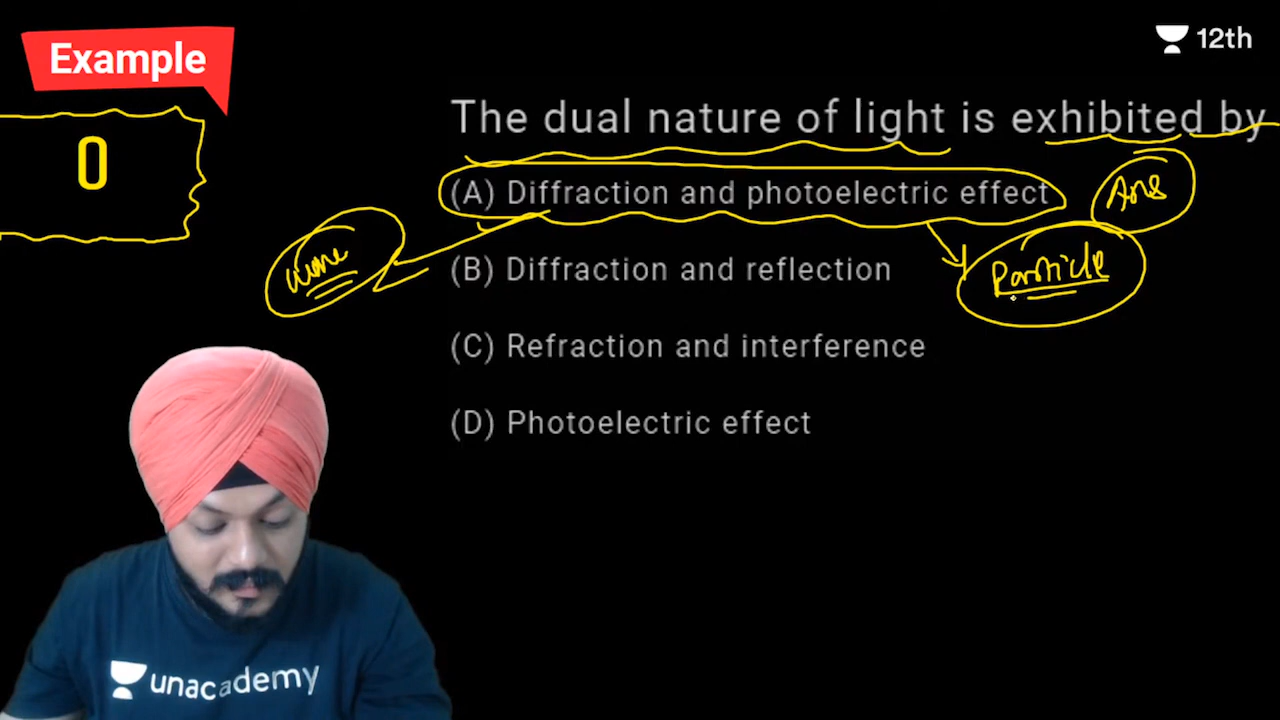 Example
12th
0
The dual nature of light is exhibited by
(A) Diffraction and photoelectric effect
Ans
wave
Particle
(B) Diffraction and reflection
(C) Refraction and interference
(D) Photoelectric effect
unacademy